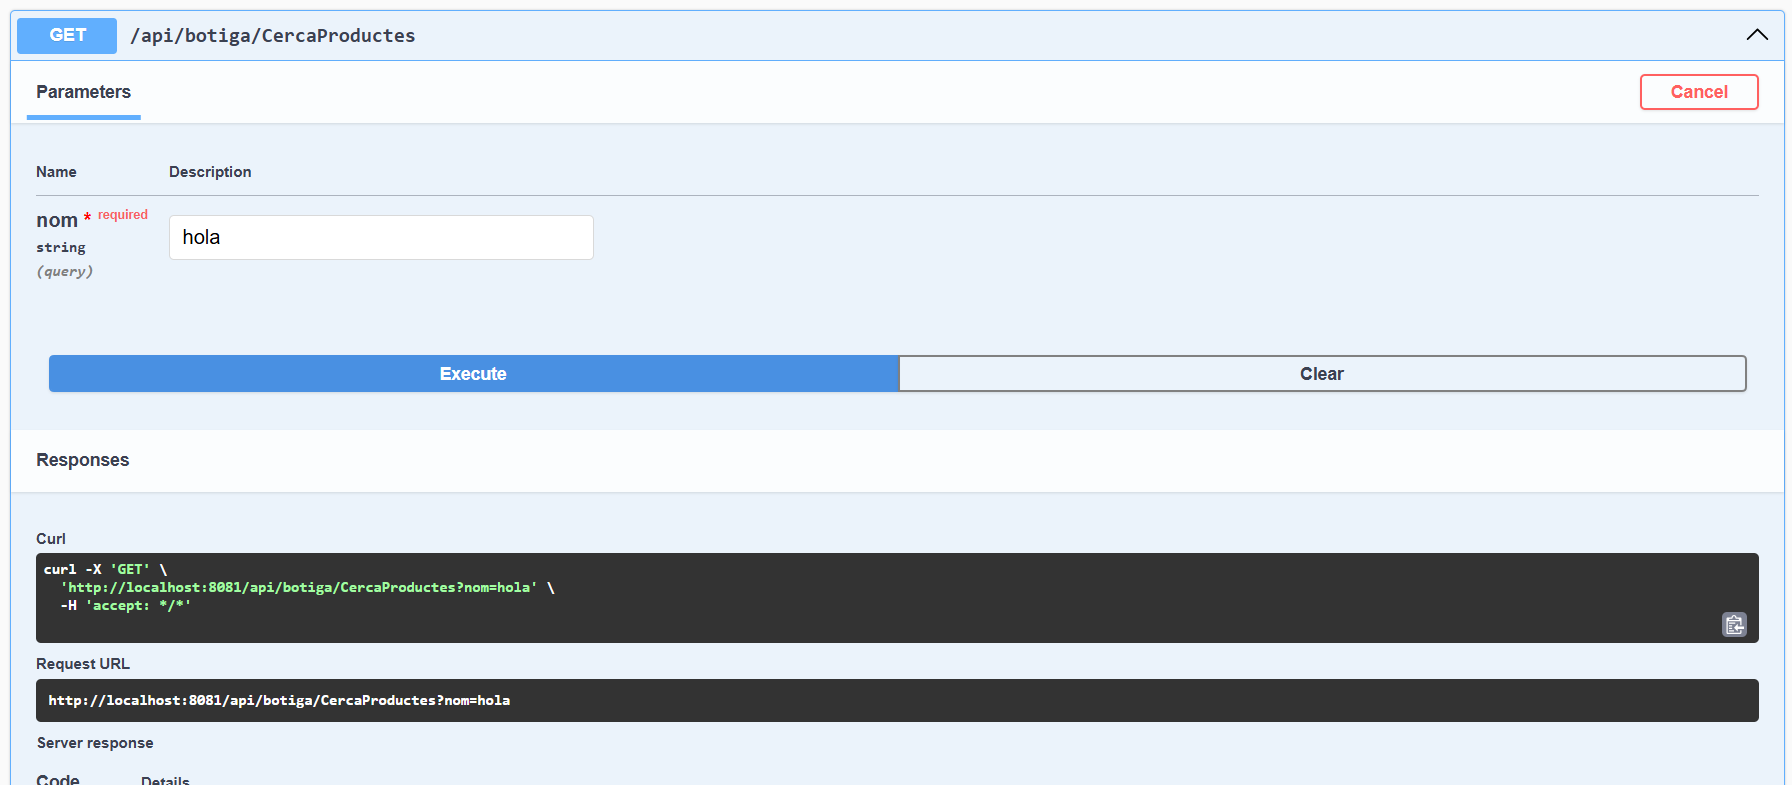 GET /api/botiga/CercaProductes
Parameters
Cancel
Name Description
nom * required
string
(query)
hola
Execute
Clear
Responses
Curl
curl -X 'GET' \
'http://localhost:8081/api/botiga/CercaProductes?nom=hola' \
-H 'accept: */*'
Request URL
http://localhost:8081/api/botiga/CercaProductes?nom=hola
Server response
Code Details